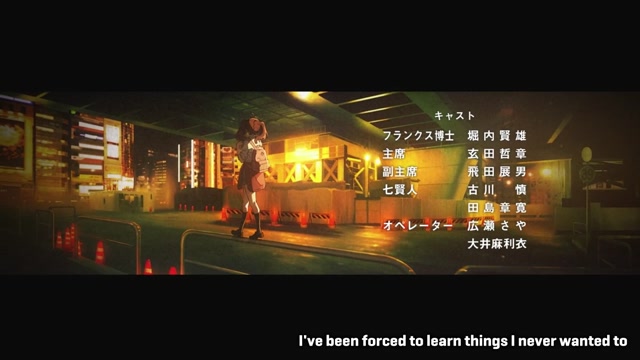 キャスト
フランクス博士 堀内賢雄
主席 玄田哲章
副主席 飛田展男
七賢人 古川 慎
田島章寛
オペレーター 広瀬さや
大井麻利衣
I've been forced to learn things I never wanted to